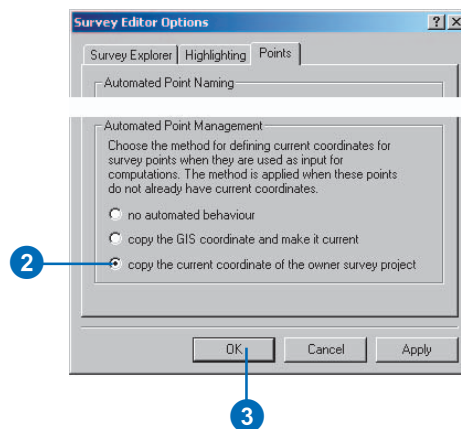 Survey Editor Options
Survey Explorer Highlighting Points
Automated Point Naming
Automated Point Management
Choose the method for defining current coordinates for
survey points when they are used as input for
computations. The method is applied when these points
do not already have current coordinates.
no automated behaviour
copy the GIS coordinate and make it current
2 copy the current coordinate of the owner survey project
OK Cancel Apply
3